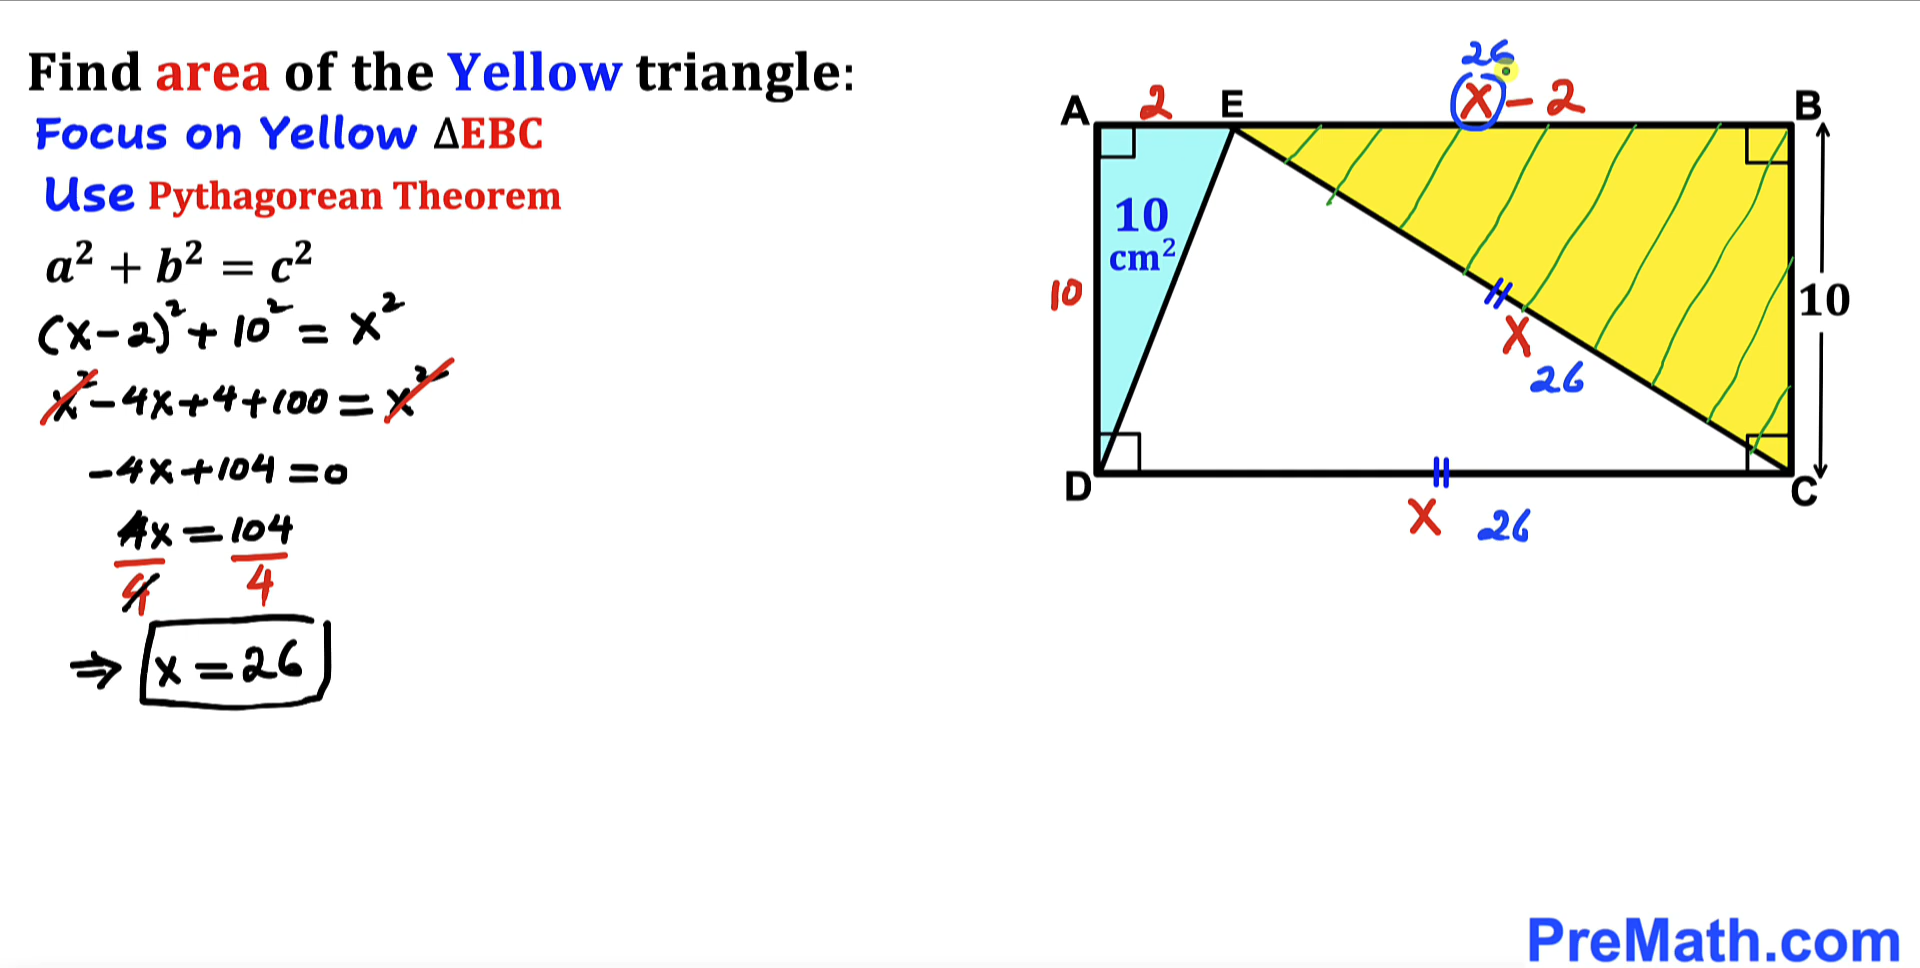 Find area of the Yellow triangle:
Focus on Yellow ΔEBC
Use Pythagorean Theorem
a² + b² = c²
(x-2)² + 10² = x²
x² - 4x + 4 + 100 = x²
-4x + 104 = 0
4x = 104
4 4
⇒ x = 26
26
A 2 E (x) - 2 B
10
cm²
10
10
x
26
D C
x 26
PreMath.com